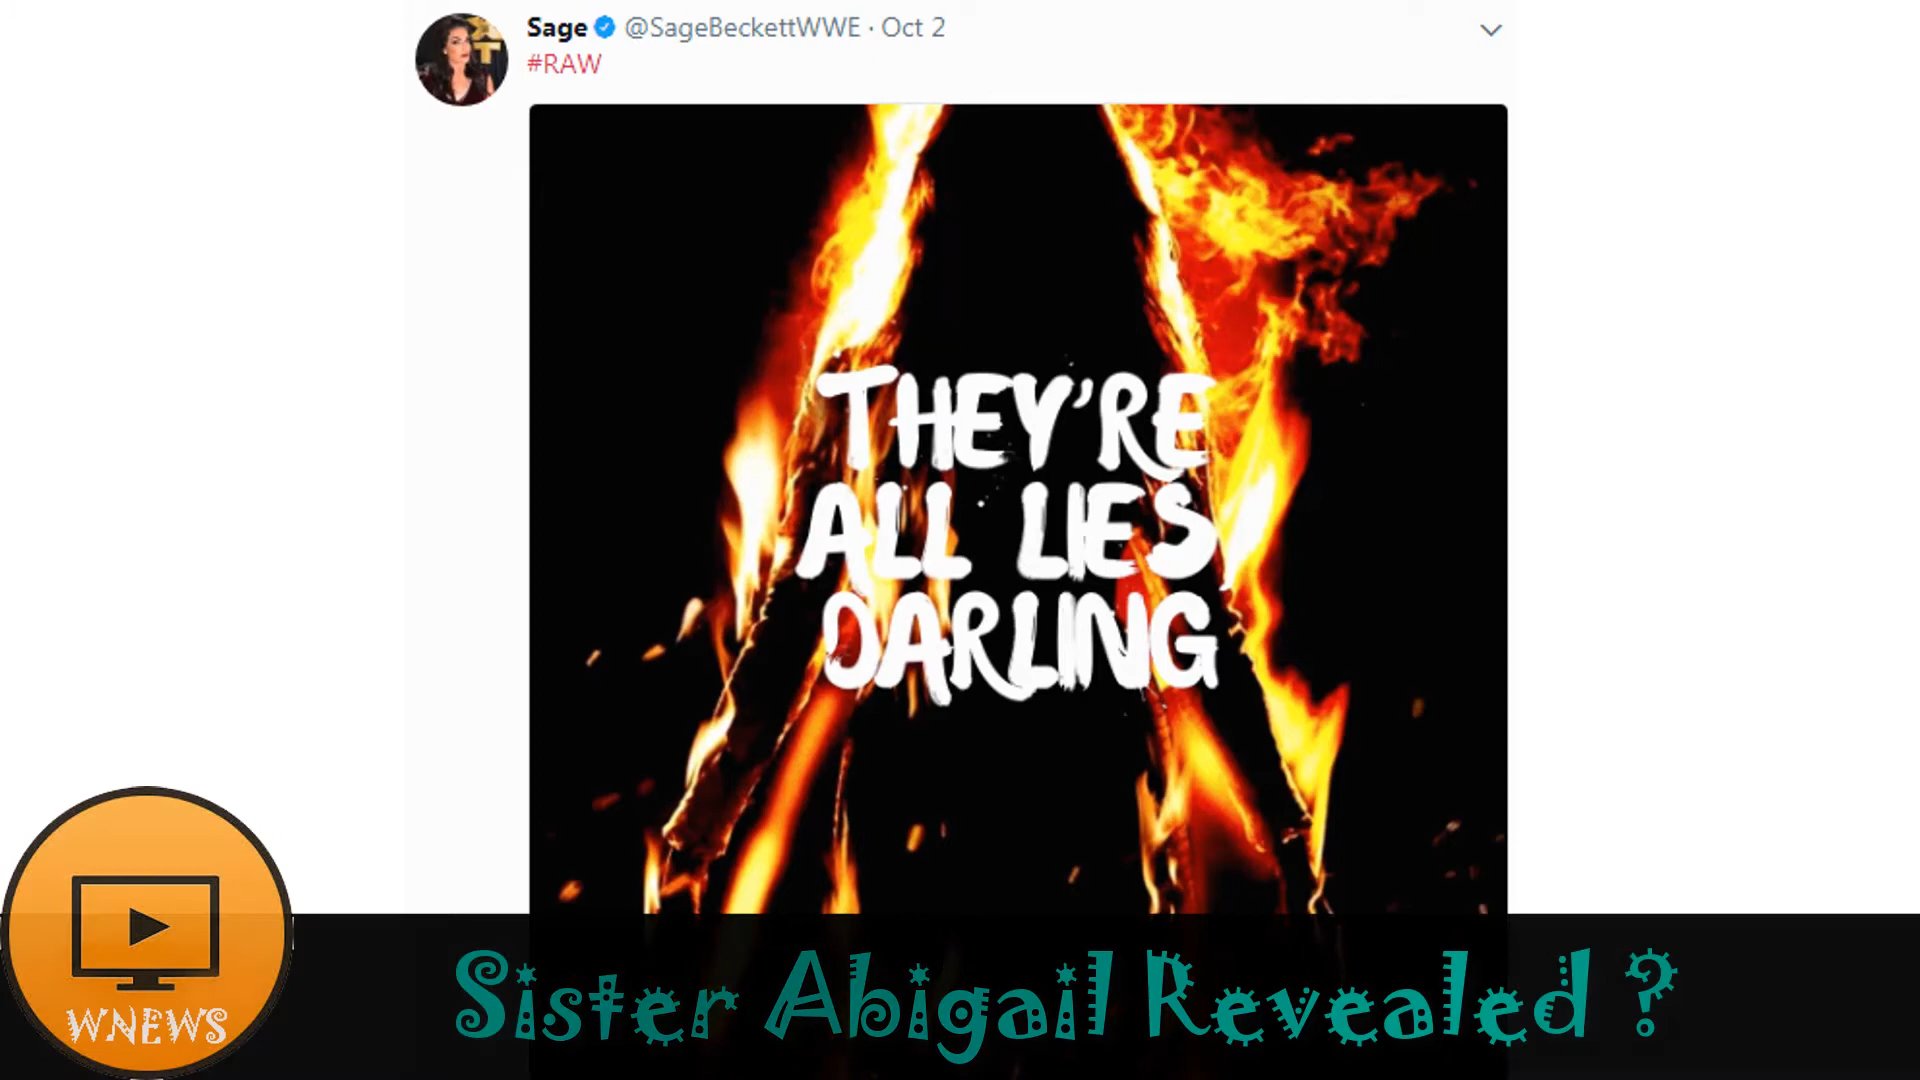 Sage @SageBeckettWWE · Oct 2
#RAW
THEY'RE
ALL LIES,
DARLING
WNEWS
Sister Abigail Revealed ?